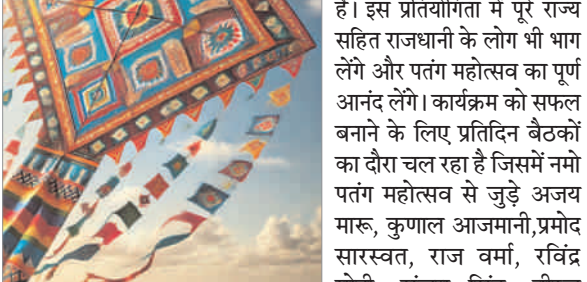 है। इस प्रतियोगिता में पूरे राज्य
सहित राजधानी के लोग भी भाग
लेंगे और पतंग महोत्सव का पूर्ण
आनंद लेंगे। कार्यक्रम को सफल
बनाने के लिए प्रतिदिन बैठकों
का दौरा चल रहा है जिसमें नमो
पतंग महोत्सव से जुड़े अजय
मारू, कुणाल आजमानी,प्रमोद
सारस्वत, राज वर्मा, रविंद्र